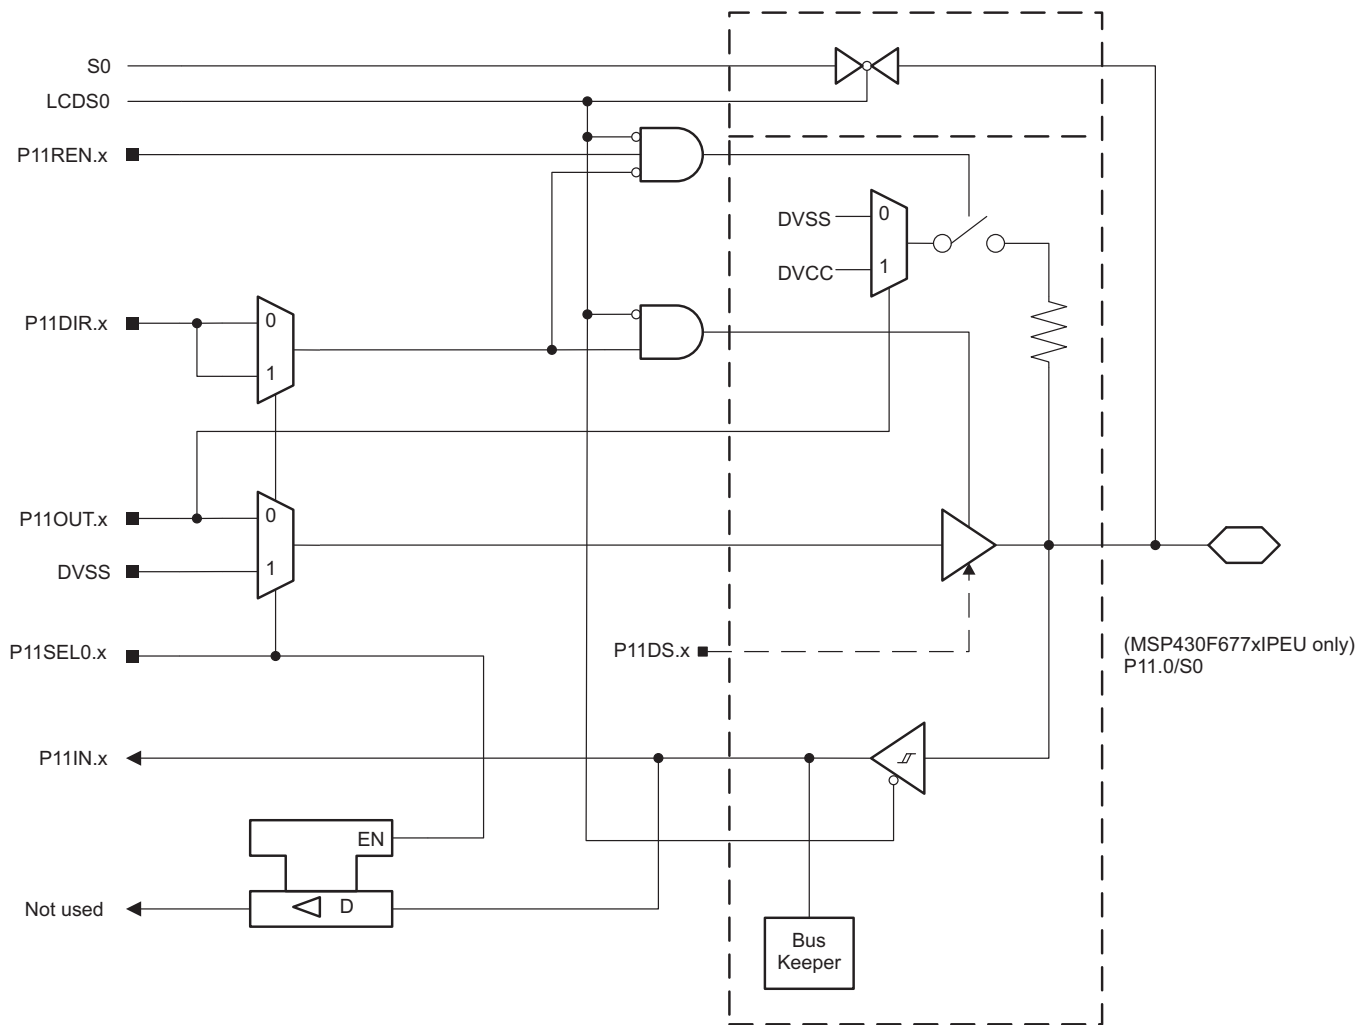 S0
LCDS0
P11REN.x
DVSS
0
DVCC
1
P11DIR.x
0
1
P11OUT.x
0
DVSS
1
P11SEL0.x
P11DS.x
(MSP430F677xIPEU only)
P11.0/S0
P11IN.x
EN
Not used
D
Bus
Keeper